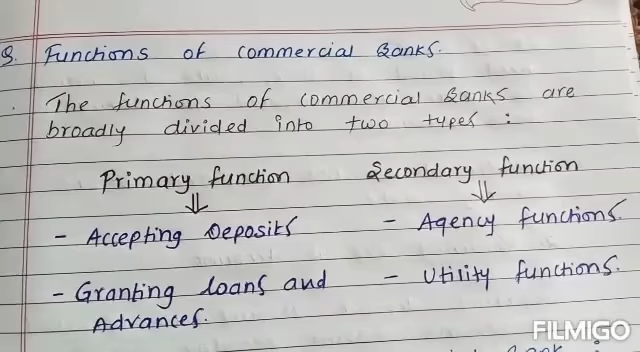 Q. Functions of commercial Banks.
The functions of commercial Banks are
broadly divided into two types :
Primary function Secondary function
⇓ ⇓
- Accepting Deposits - Agency functions.
- Granting loans and - Utility functions.
Advances.
FILMIGO